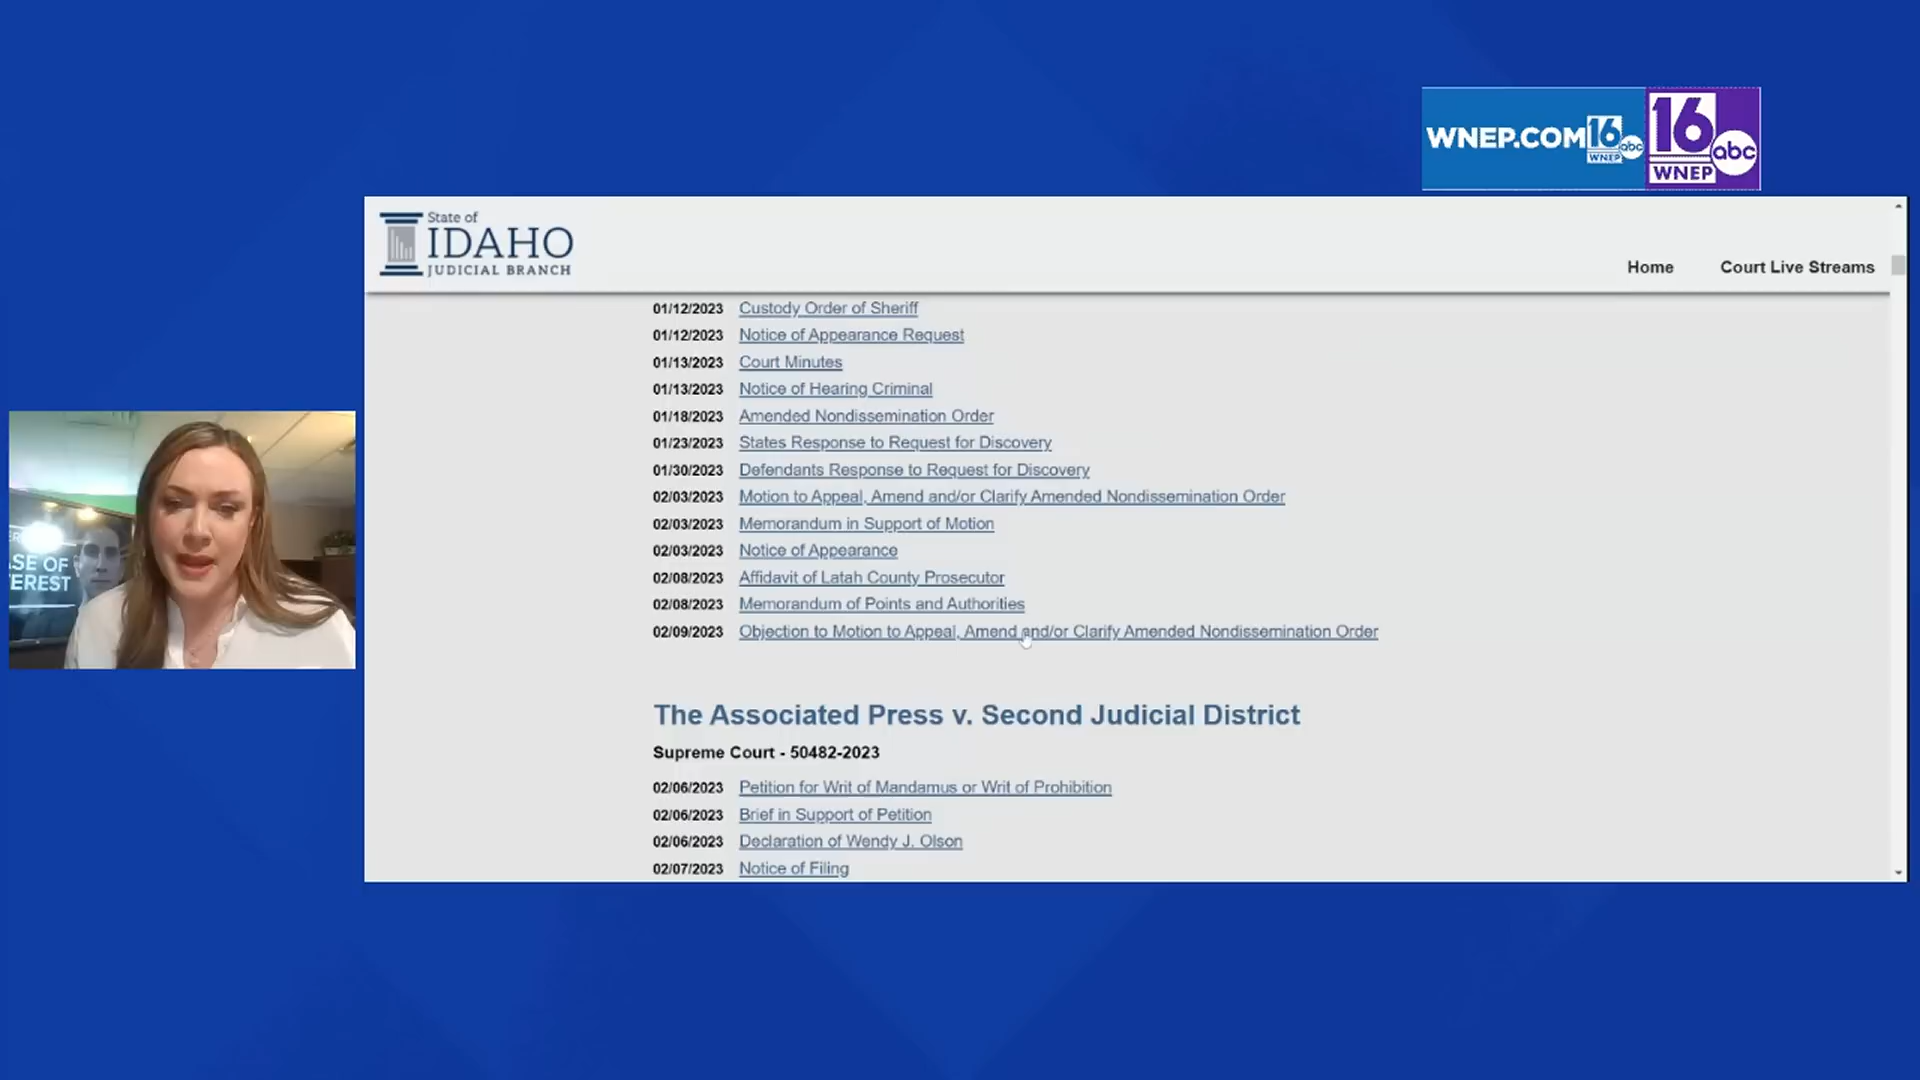 WNEP.COM 16 abc
WNEP
16 abc
WNEP
State of
IDAHO
JUDICIAL BRANCH
Home Court Live Streams
01/12/2023 Custody Order of Sheriff
01/12/2023 Notice of Appearance Request
01/13/2023 Court Minutes
01/13/2023 Notice of Hearing Criminal
01/18/2023 Amended Nondissemination Order
01/23/2023 States Response to Request for Discovery
01/30/2023 Defendants Response to Request for Discovery
02/03/2023 Motion to Appeal, Amend and/or Clarify Amended Nondissemination Order
02/03/2023 Memorandum in Support of Motion
02/03/2023 Notice of Appearance
02/08/2023 Affidavit of Latah County Prosecutor
02/08/2023 Memorandum of Points and Authorities
02/09/2023 Objection to Motion to Appeal, Amend and/or Clarify Amended Nondissemination Order
SE OF
EREST
The Associated Press v. Second Judicial District
Supreme Court - 50482-2023
02/06/2023 Petition for Writ of Mandamus or Writ of Prohibition
02/06/2023 Brief in Support of Petition
02/06/2023 Declaration of Wendy J. Olson
02/07/2023 Notice of Filing